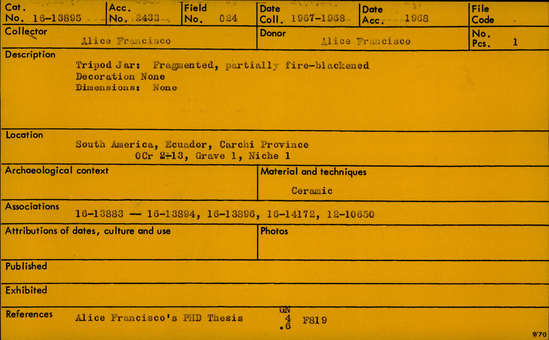 Cat. No. 16-13895 Acc. No. 2433 Field No. 024 Date Coll. 1967-1968 Date Acc. 1968 File Code
Collector Alice Francisco Donor Alice Francisco No. Pcs. 1
Description
Tripod Jar: Fragmented, partially fire-blackened
Decoration None
Dimensions: None
Location
South America, Ecuador, Carchi Province
OCr 2-13, Grave 1, Niche 1
Archaeological context Material and techniques
Ceramic
Associations
16-13883 — 16-13894, 16-13896, 16-14172, 12-10650
Attributions of dates, culture and use Photos
Published
Exhibited
References Alice Francisco's PHD Thesis GN 4 .6 F819
970